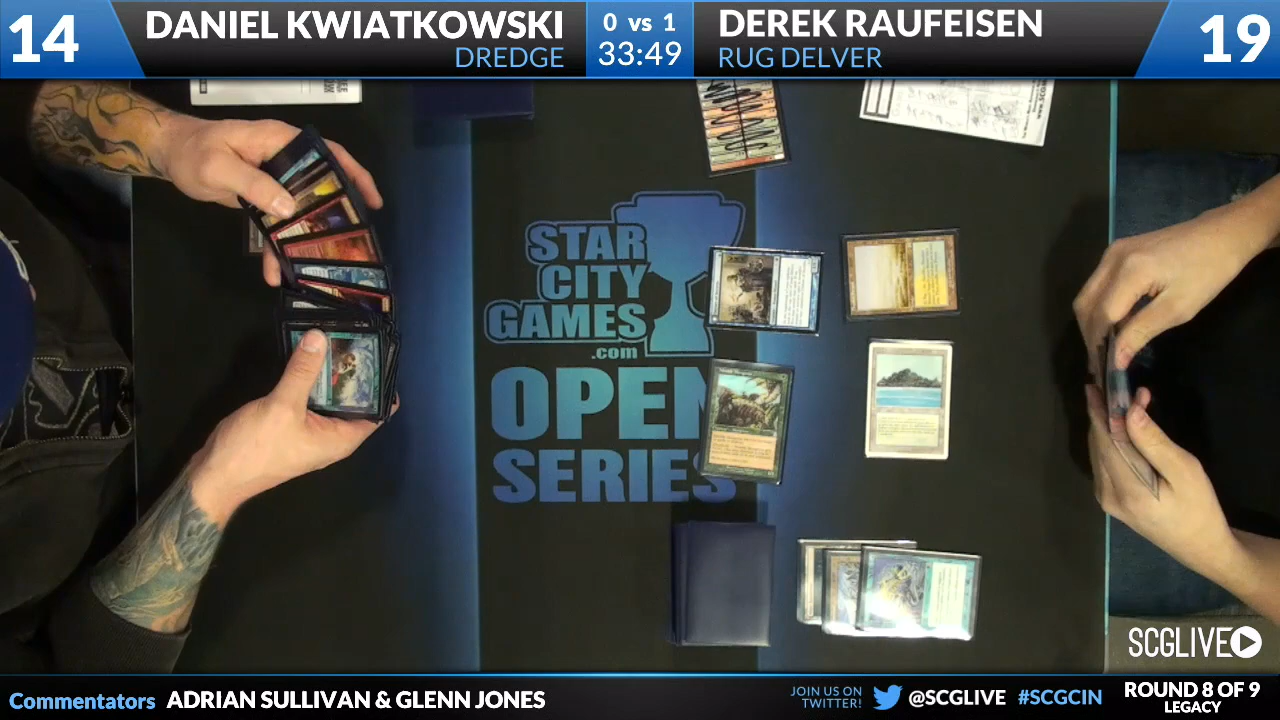 14
DANIEL KWIATKOWSKI
DREDGE
0 vs 1
33:49
DEREK RAUFEISEN
RUG DELVER
19
STAR
CITY
GAMES
.com
OPEN
SERIES
SCGLIVE
Commentators ADRIAN SULLIVAN & GLENN JONES
JOIN US ON
TWITTER!
@SCGLIVE #SCGCIN
ROUND 8 OF 9
LEGACY